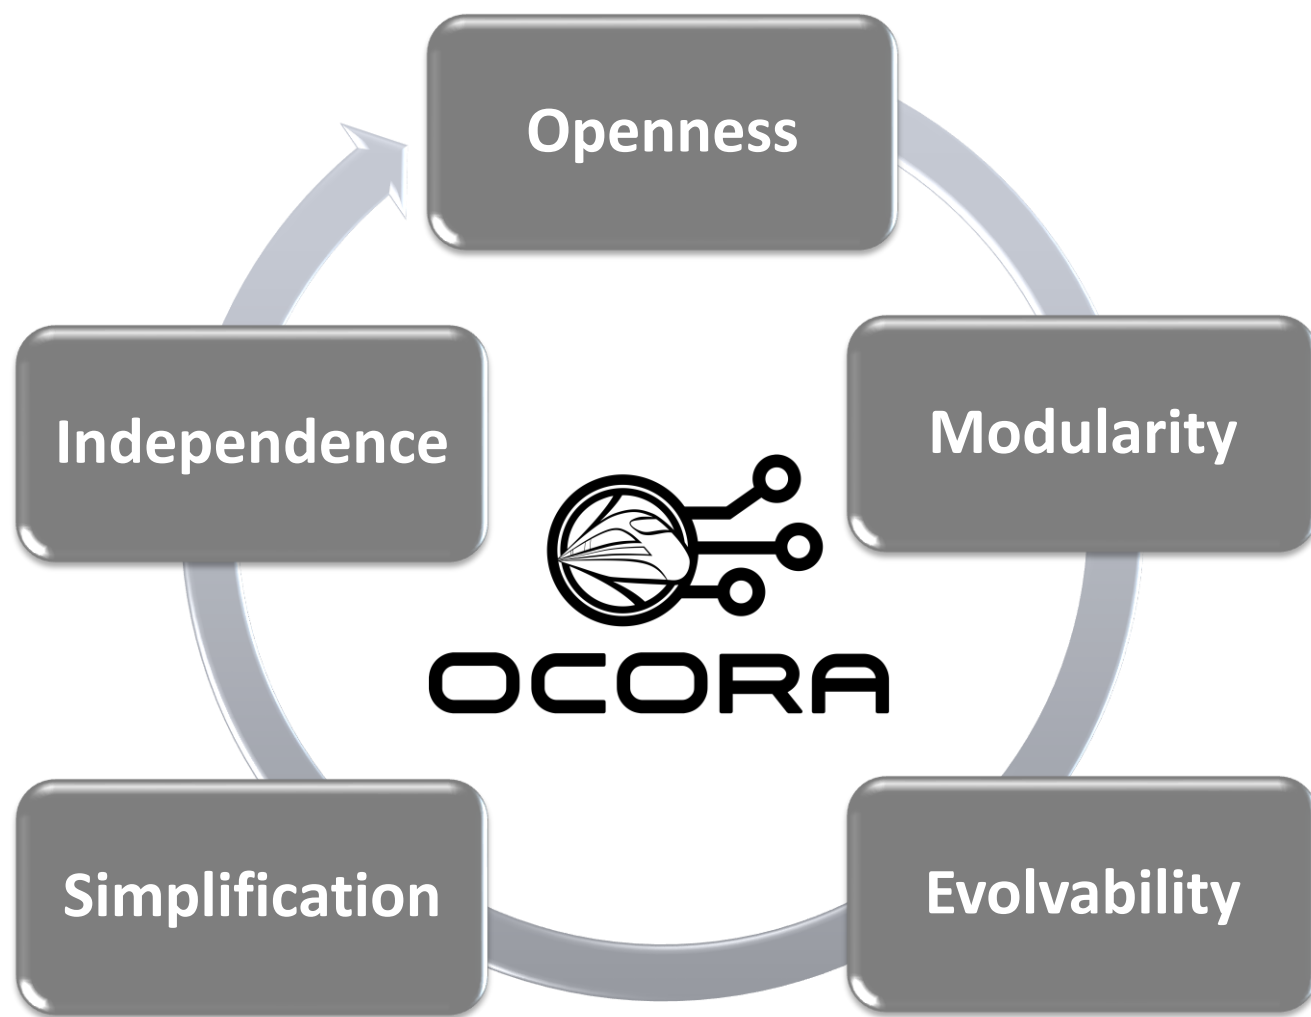 Openness
Modularity
Independence
OCORA
Evolvability
Simplification